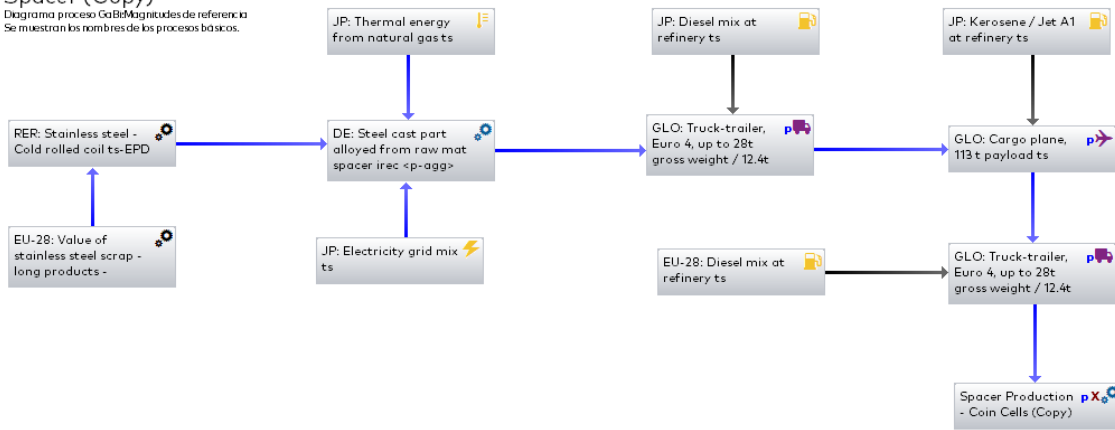 Spacer (Copy)
Diagrama proceso GaBi:Magnitudes de referencia
Se muestran los nombres de los procesos básicos.
JP: Thermal energy
from natural gas ts
JP: Diesel mix at
refinery ts
JP: Kerosene / Jet A1
at refinery ts
RER: Stainless steel -
Cold rolled coil ts-EPD
DE: Steel cast part
alloyed from raw mat
spacer irec <p-agg>
GLO: Truck-trailer,
Euro 4, up to 28t
gross weight / 12.4t
p
GLO: Cargo plane,
113 t payload ts
p
EU-28: Value of
stainless steel scrap -
long products -
JP: Electricity grid mix
ts
EU-28: Diesel mix at
refinery ts
GLO: Truck-trailer,
Euro 4, up to 28t
gross weight / 12.4t
p
Spacer Production
- Coin Cells (Copy)
p X